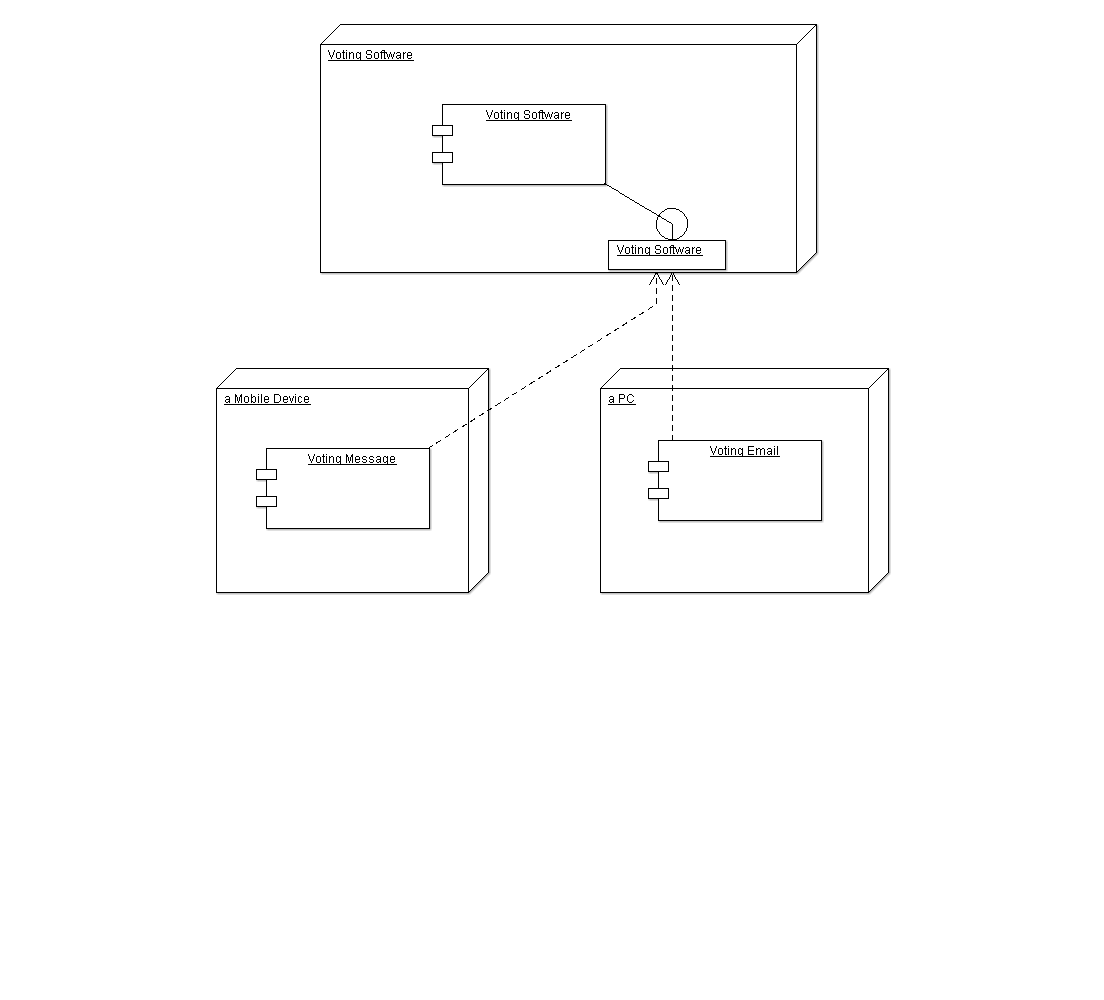 Voting Software
Voting Software
Voting Software
a Mobile Device
a PC
Voting Message
Voting Email